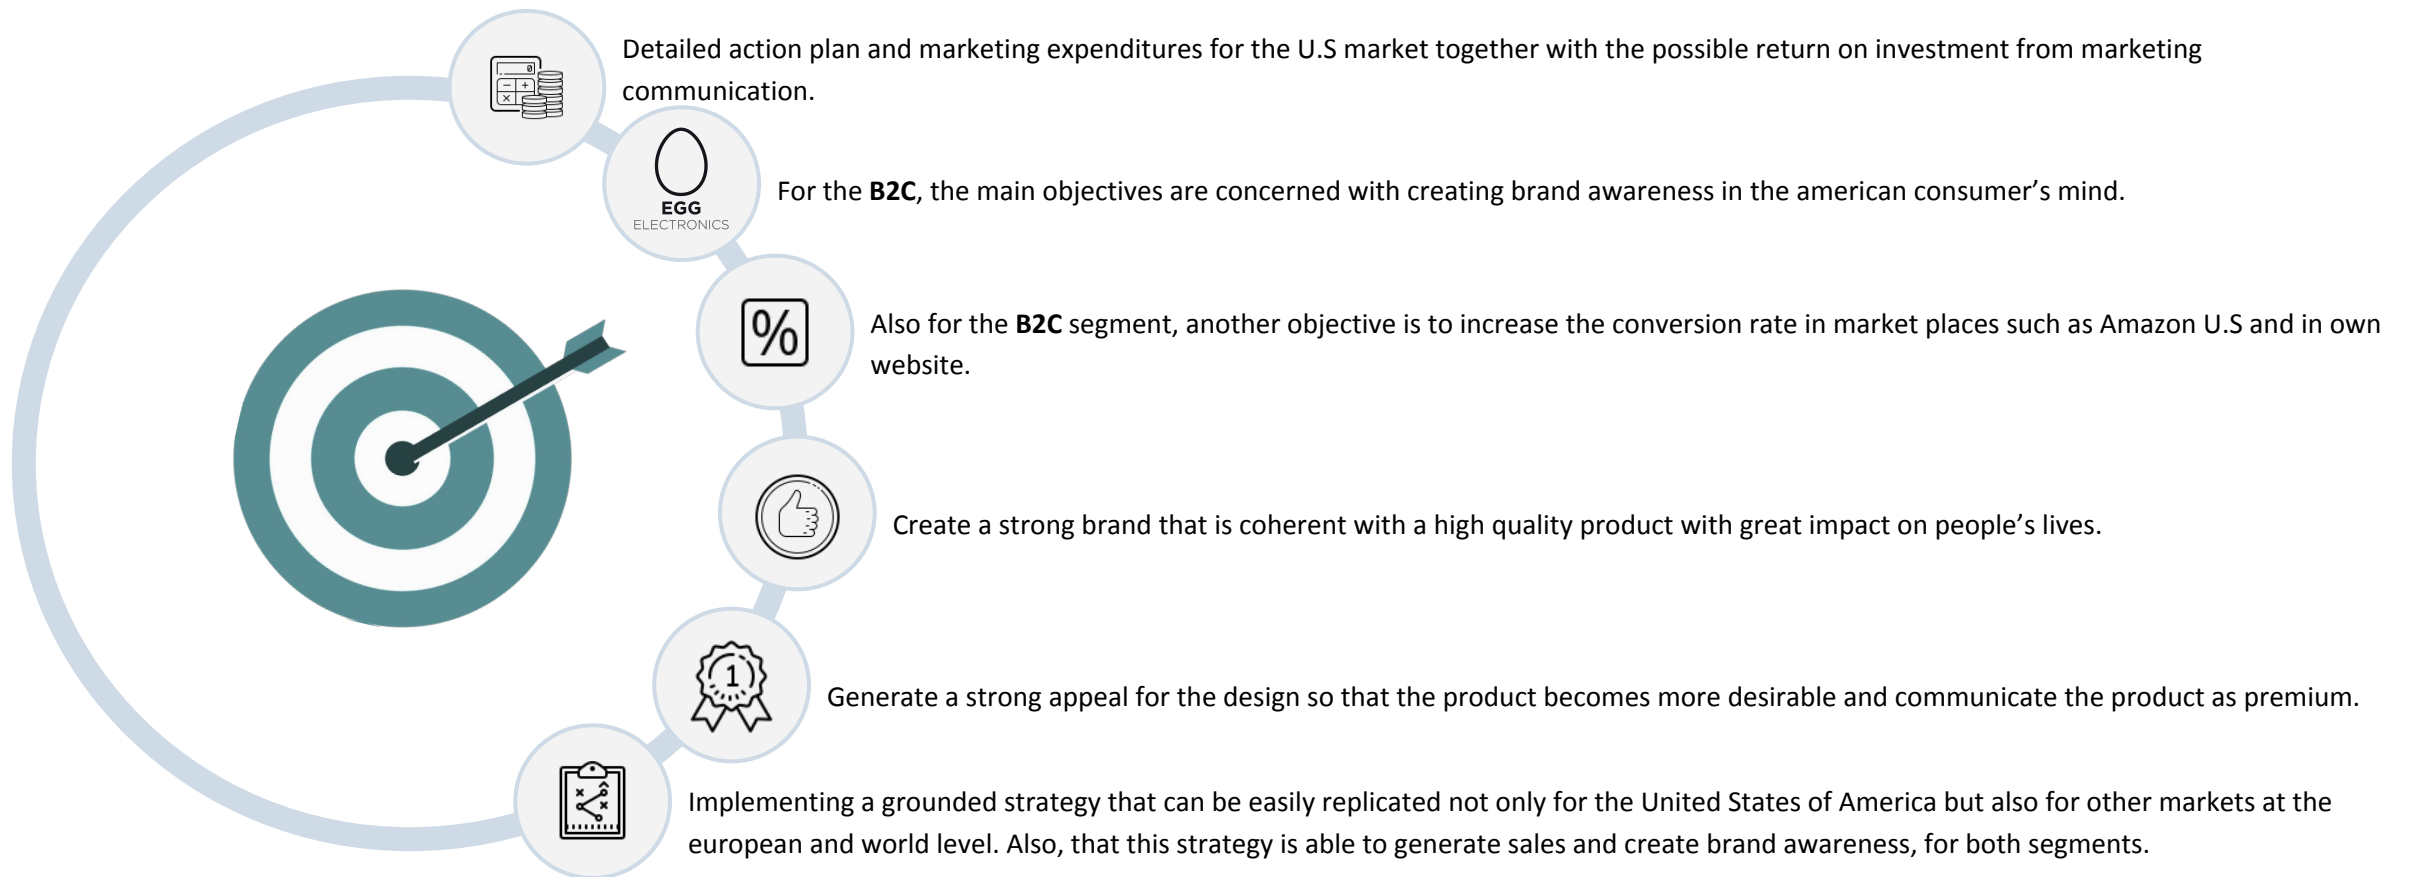 Detailed action plan and marketing expenditures for the U.S market together with the possible return on investment from marketing
communication.
EGG
ELECTRONICS
For the B2C, the main objectives are concerned with creating brand awareness in the american consumer’s mind.
%
Also for the B2C segment, another objective is to increase the conversion rate in market places such as Amazon U.S and in own
website.
Create a strong brand that is coherent with a high quality product with great impact on people’s lives.
1
Generate a strong appeal for the design so that the product becomes more desirable and communicate the product as premium.
Implementing a grounded strategy that can be easily replicated not only for the United States of America but also for other markets at the
european and world level. Also, that this strategy is able to generate sales and create brand awareness, for both segments.